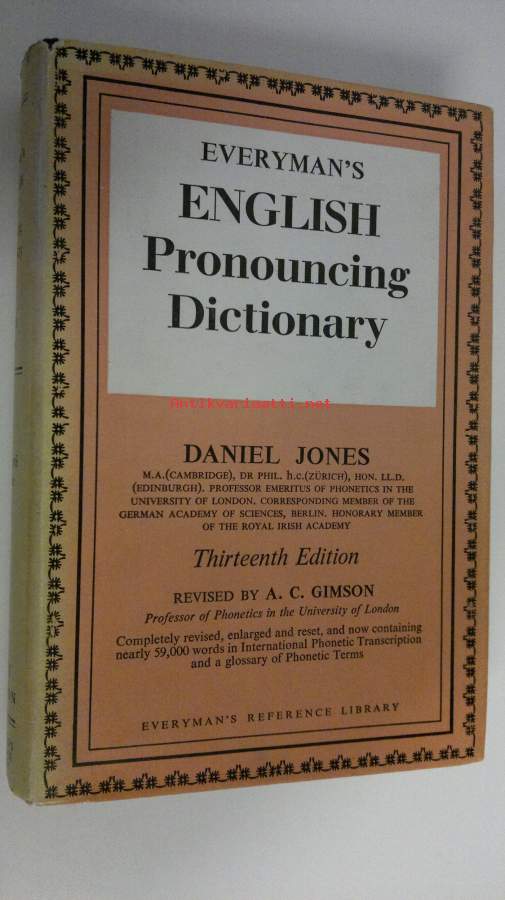 EVERYMAN'S
ENGLISH
Pronouncing
Dictionary
antikvariaatti.net
DANIEL JONES
M.A.(CAMBRIDGE), DR PHIL. h.c.(ZÜRICH), HON. LL.D.
(EDINBURGH). PROFESSOR EMERITUS OF PHONETICS IN THE
UNIVERSITY OF LONDON. CORRESPONDING MEMBER OF THE
GERMAN ACADEMY OF SCIENCES, BERLIN. HONORARY MEMBER
OF THE ROYAL IRISH ACADEMY
Thirteenth Edition
REVISED BY A. C. GIMSON
Professor of Phonetics in the University of London
Completely revised, enlarged and reset, and now containing
nearly 59,000 words in International Phonetic Transcription
and a glossary of Phonetic Terms
EVERYMAN'S REFERENCE LIBRARY